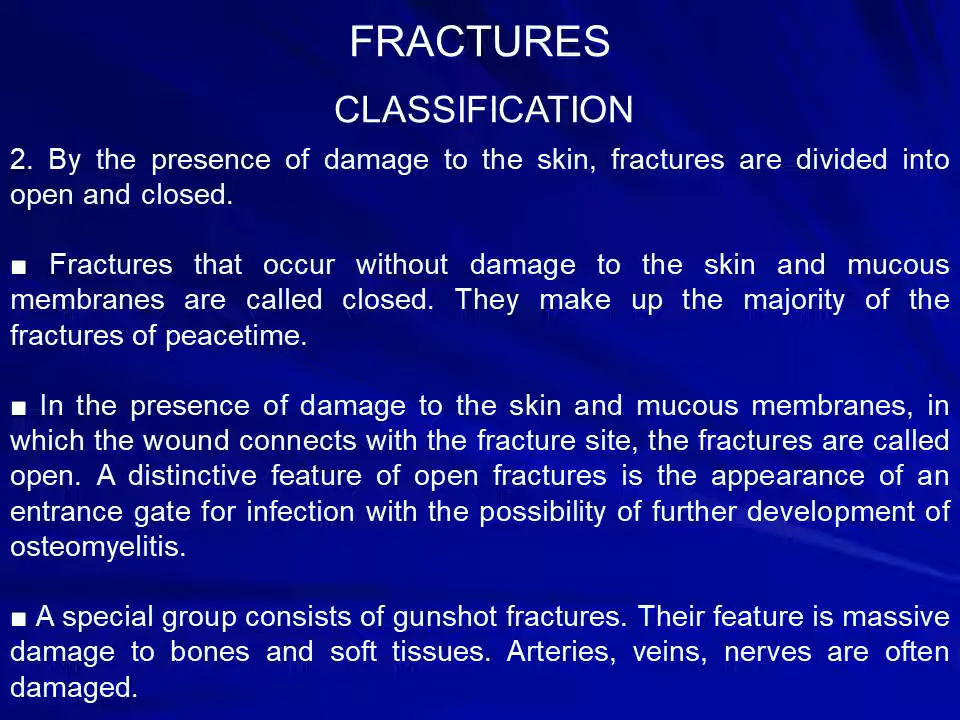 FRACTURES
CLASSIFICATION
2. By the presence of damage to the skin, fractures are divided into
open and closed.
■ Fractures that occur without damage to the skin and mucous
membranes are called closed. They make up the majority of the
fractures of peacetime.
■ In the presence of damage to the skin and mucous membranes, in
which the wound connects with the fracture site, the fractures are called
open. A distinctive feature of open fractures is the appearance of an
entrance gate for infection with the possibility of further development of
osteomyelitis.
■ A special group consists of gunshot fractures. Their feature is massive
damage to bones and soft tissues. Arteries, veins, nerves are often
damaged.